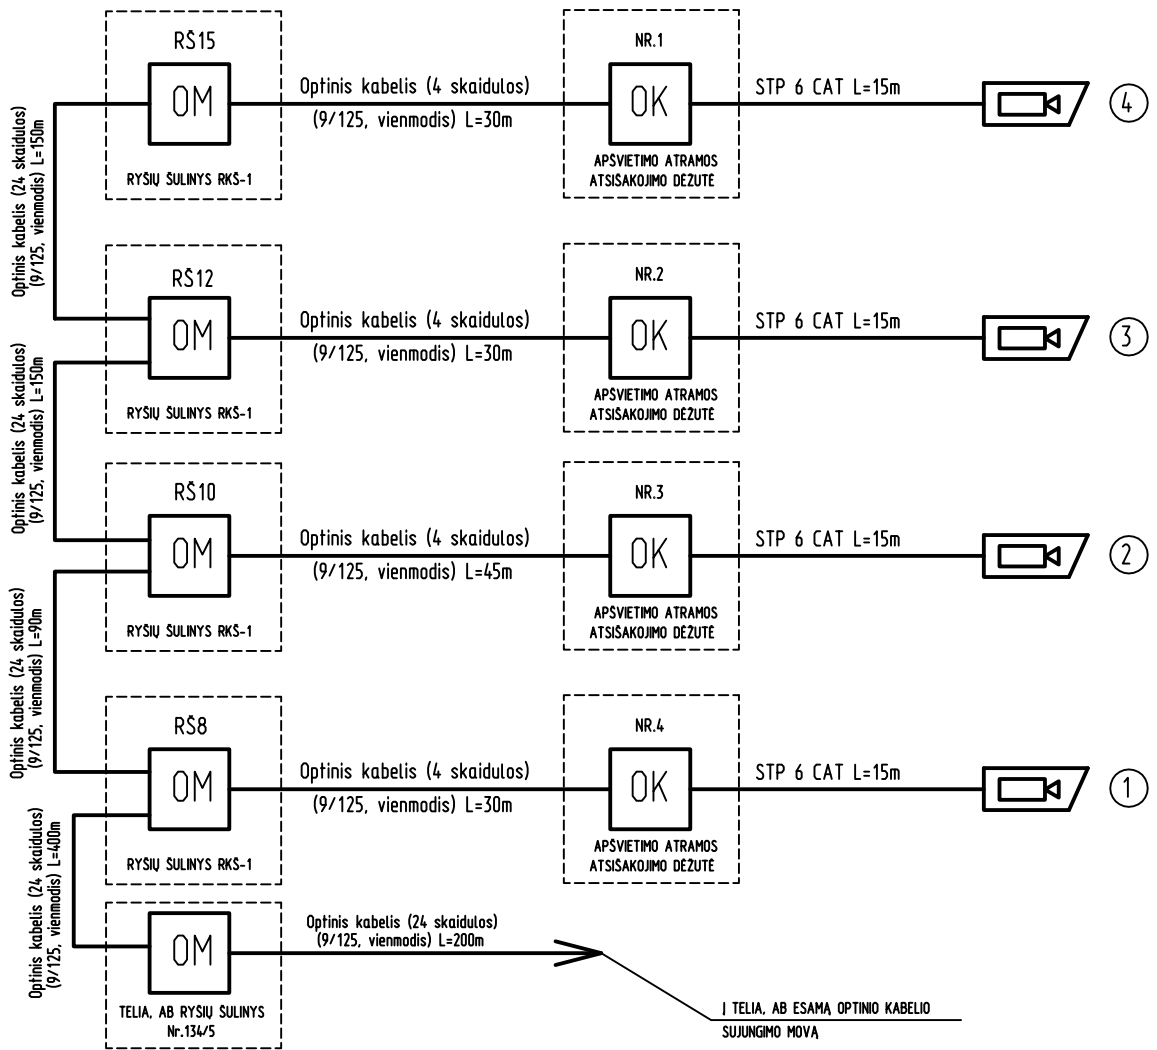 RŠ15
OM
RYŠIŲ ŠULINYS RKŠ-1
Optinis kabelis (4 skaidulos)
(9/125, vienmodis) L=30m
NR.1
OK
APŠVIETIMO ATRAMOS
ATSIŠAKOJIMO DĖŽUTĖ
STP 6 CAT L=15m
4
Optinis kabelis (24 skaidulos)
(9/125, vienmodis) L=150m
RŠ12
OM
RYŠIŲ ŠULINYS RKŠ-1
Optinis kabelis (4 skaidulos)
(9/125, vienmodis) L=30m
NR.2
OK
APŠVIETIMO ATRAMOS
ATSIŠAKOJIMO DĖŽUTĖ
STP 6 CAT L=15m
3
Optinis kabelis (24 skaidulos)
(9/125, vienmodis) L=150m
RŠ10
OM
RYŠIŲ ŠULINYS RKŠ-1
Optinis kabelis (4 skaidulos)
(9/125, vienmodis) L=45m
NR.3
OK
APŠVIETIMO ATRAMOS
ATSIŠAKOJIMO DĖŽUTĖ
STP 6 CAT L=15m
2
Optinis kabelis (24 skaidulos)
(9/125, vienmodis) L=90m
RŠ8
OM
RYŠIŲ ŠULINYS RKŠ-1
Optinis kabelis (4 skaidulos)
(9/125, vienmodis) L=30m
NR.4
OK
APŠVIETIMO ATRAMOS
ATSIŠAKOJIMO DĖŽUTĖ
STP 6 CAT L=15m
1
Optinis kabelis (24 skaidulos)
(9/125, vienmodis) L=400m
OM
TELIA, AB RYŠIŲ ŠULINYS
Nr.134/5
Optinis kabelis (24 skaidulos)
(9/125, vienmodis) L=200m
Į TELIA, AB ESAMĄ OPTINIO KABELIO
SUJUNGIMO MOVĄ